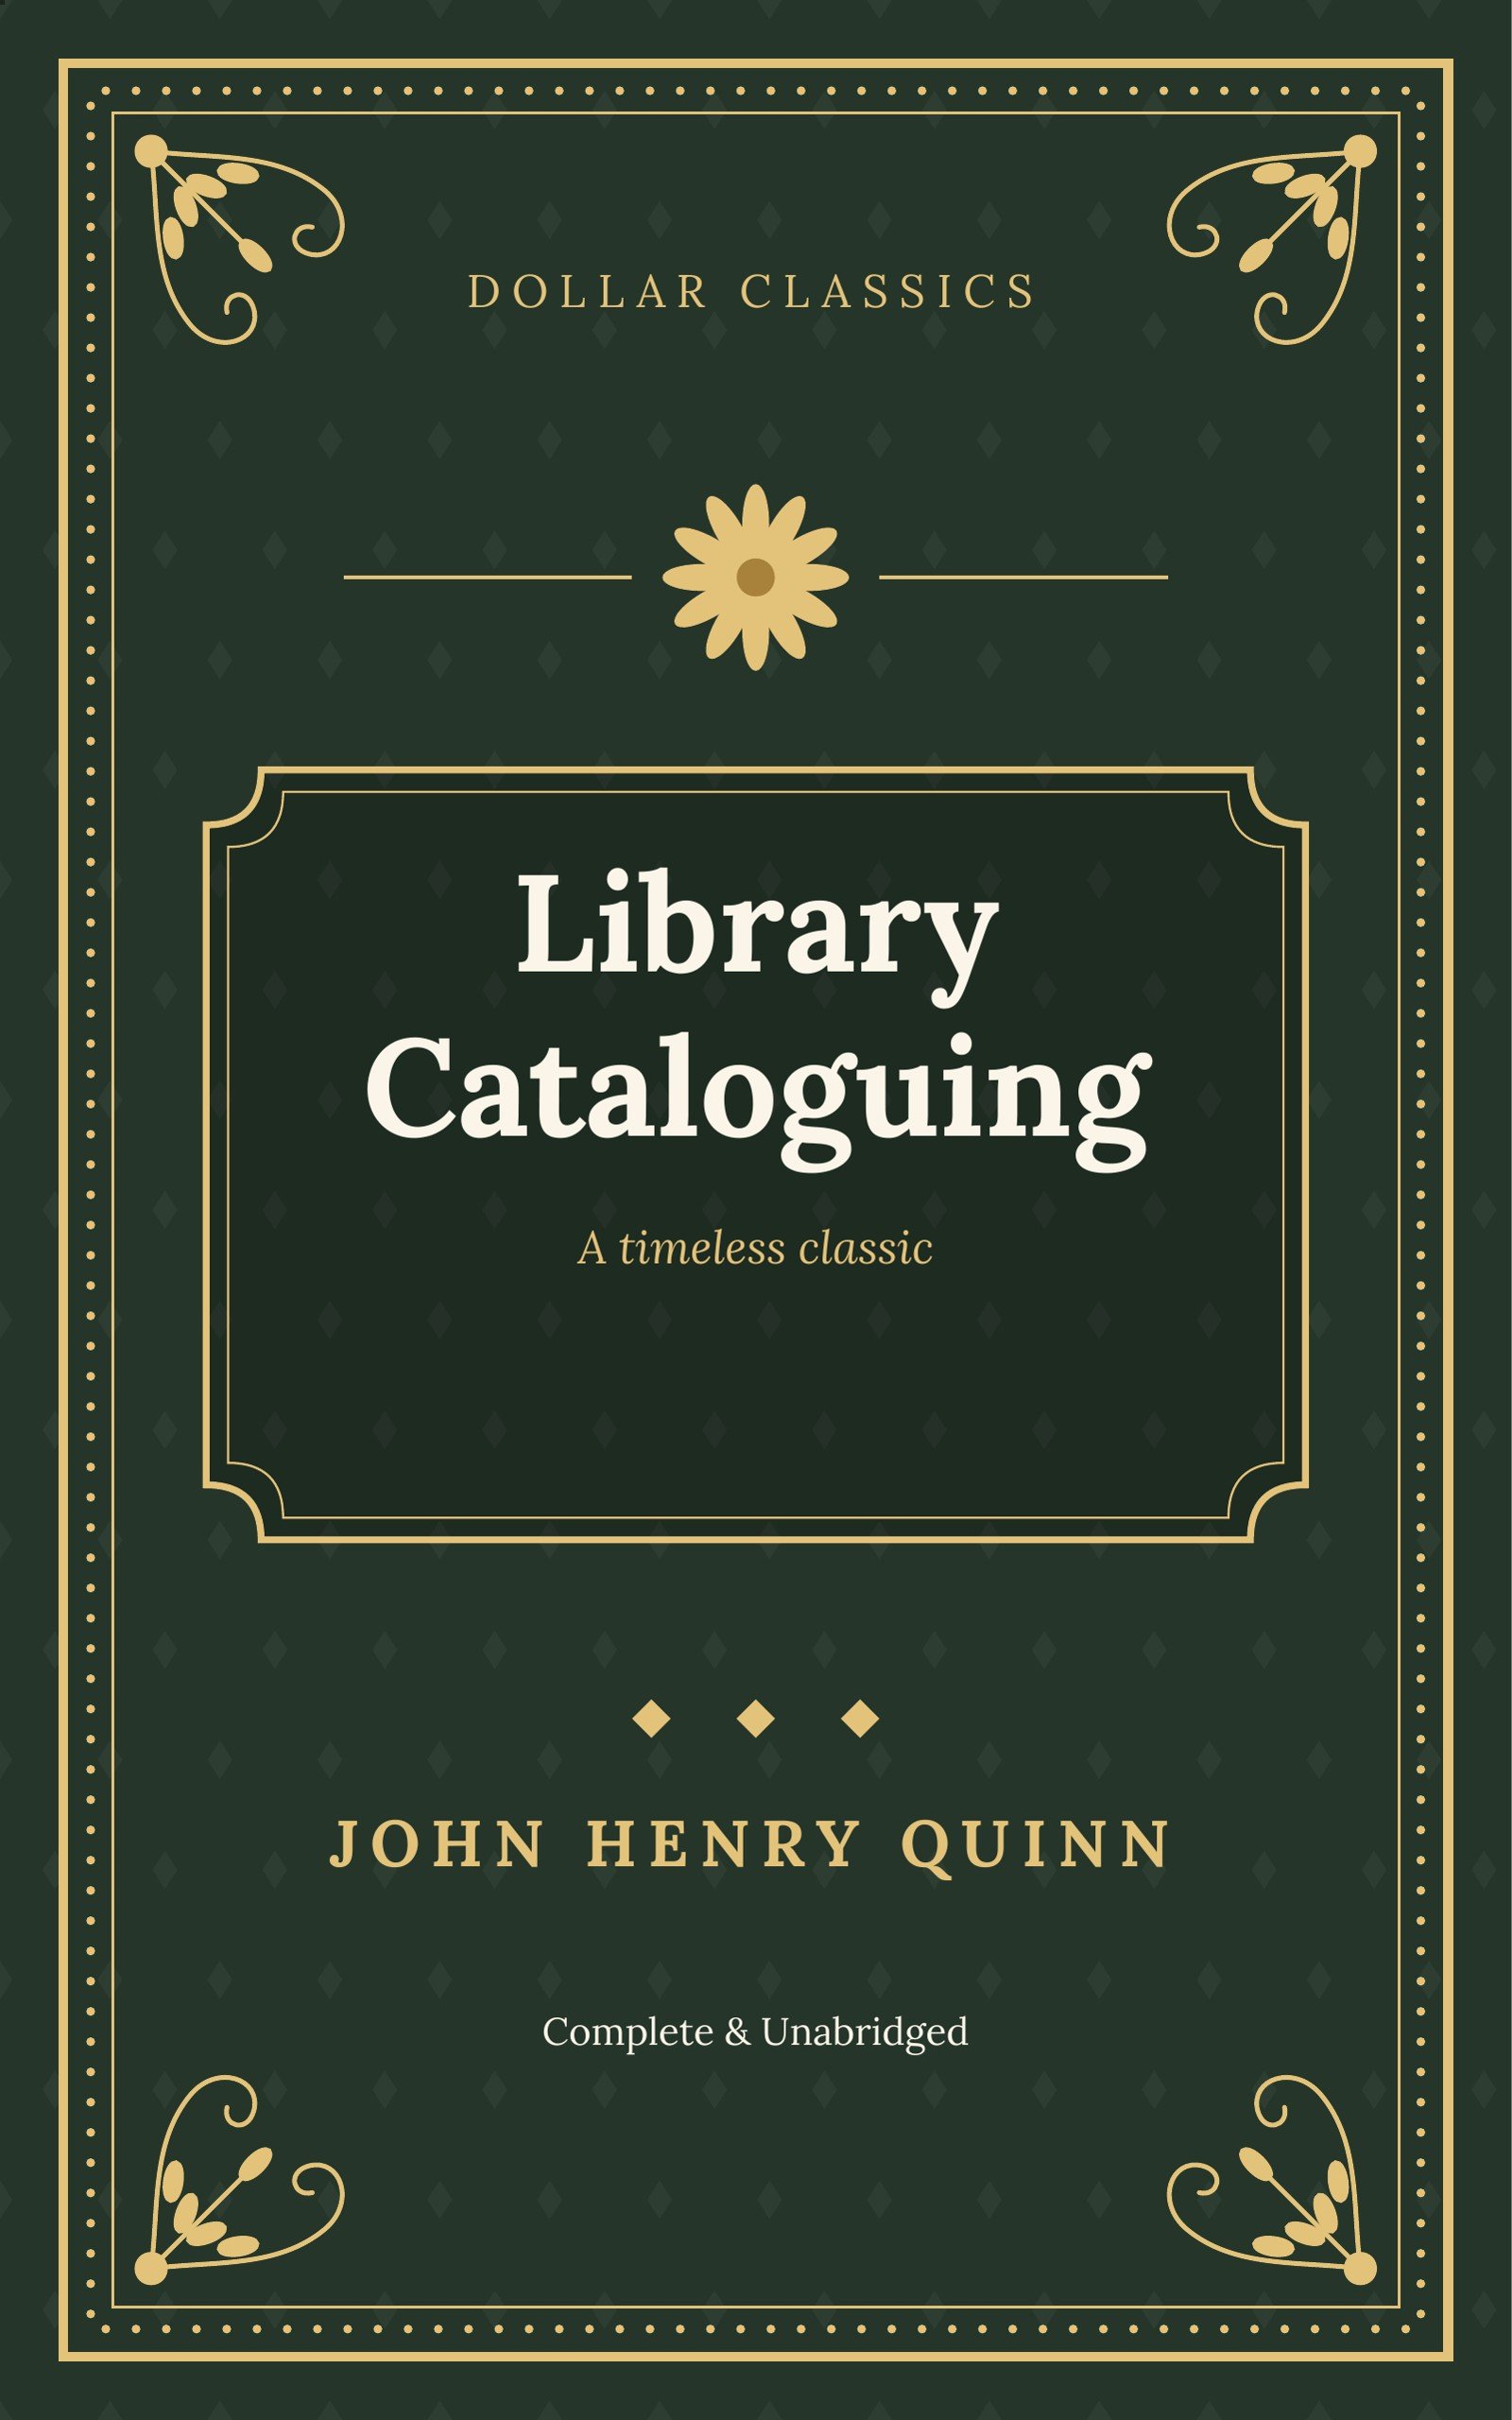 DOLLAR CLASSICS
Library
Cataloguing
A timeless classic
JOHN HENRY QUINN
Complete & Unabridged